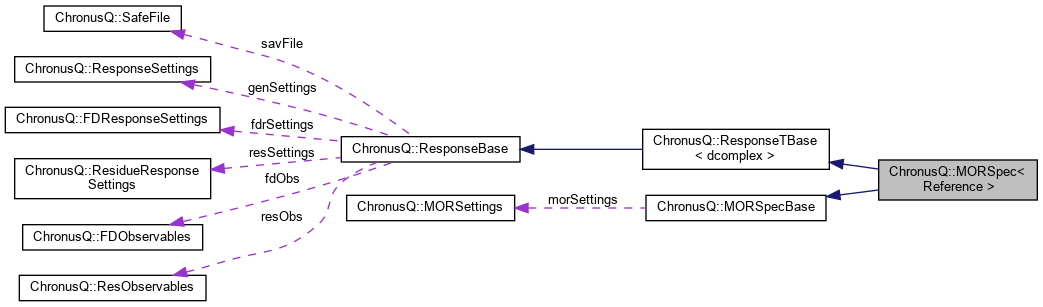 ChronusQ::SafeFile
savFile
ChronusQ::ResponseSettings
genSettings
ChronusQ::FDResponseSettings
fdrSettings
ChronusQ::ResponseBase
ChronusQ::ResponseTBase
< dcomplex >
ChronusQ::ResidueResponse
Settings
resSettings
fdObs
ChronusQ::MORSpec<
Reference >
ChronusQ::MORSettings
morSettings
ChronusQ::MORSpecBase
resObs
ChronusQ::FDObservables
ChronusQ::ResObservables